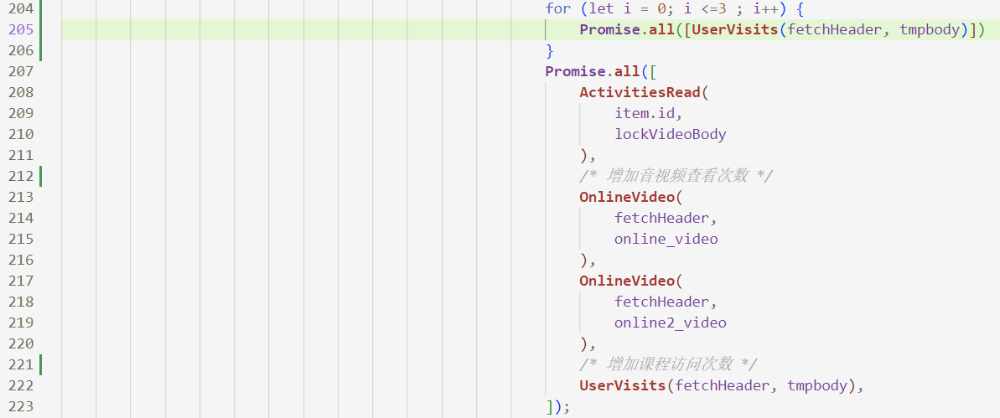 204 for (let i = 0; i <=3 ; i++) {
205 Promise.all([UserVisits(fetchHeader, tmpbody)])
206 }
207 Promise.all([
208 ActivitiesRead(
209 item.id,
210 lockVideoBody
211 ),
212 /* 增加音视频查看次数 */
213 OnlineVideo(
214 fetchHeader,
215 online_video
216 ),
217 OnlineVideo(
218 fetchHeader,
219 online2_video
220 ),
221 /* 增加课程访问次数 */
222 UserVisits(fetchHeader, tmpbody),
223 ]);